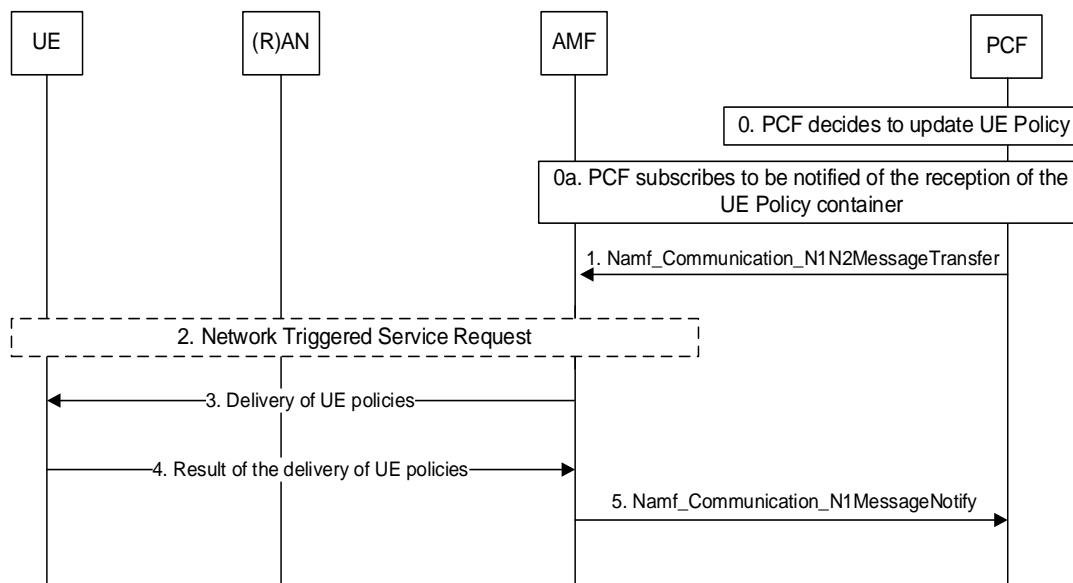 UE
(R)AN
AMF
PCF
0. PCF decides to update UE Policy
0a. PCF subscribes to be notified of the reception of the
UE Policy container
1. Namf_Communication_N1N2MessageTransfer
2. Network Triggered Service Request
3. Delivery of UE policies
4. Result of the delivery of UE policies
5. Namf_Communication_N1MessageNotify